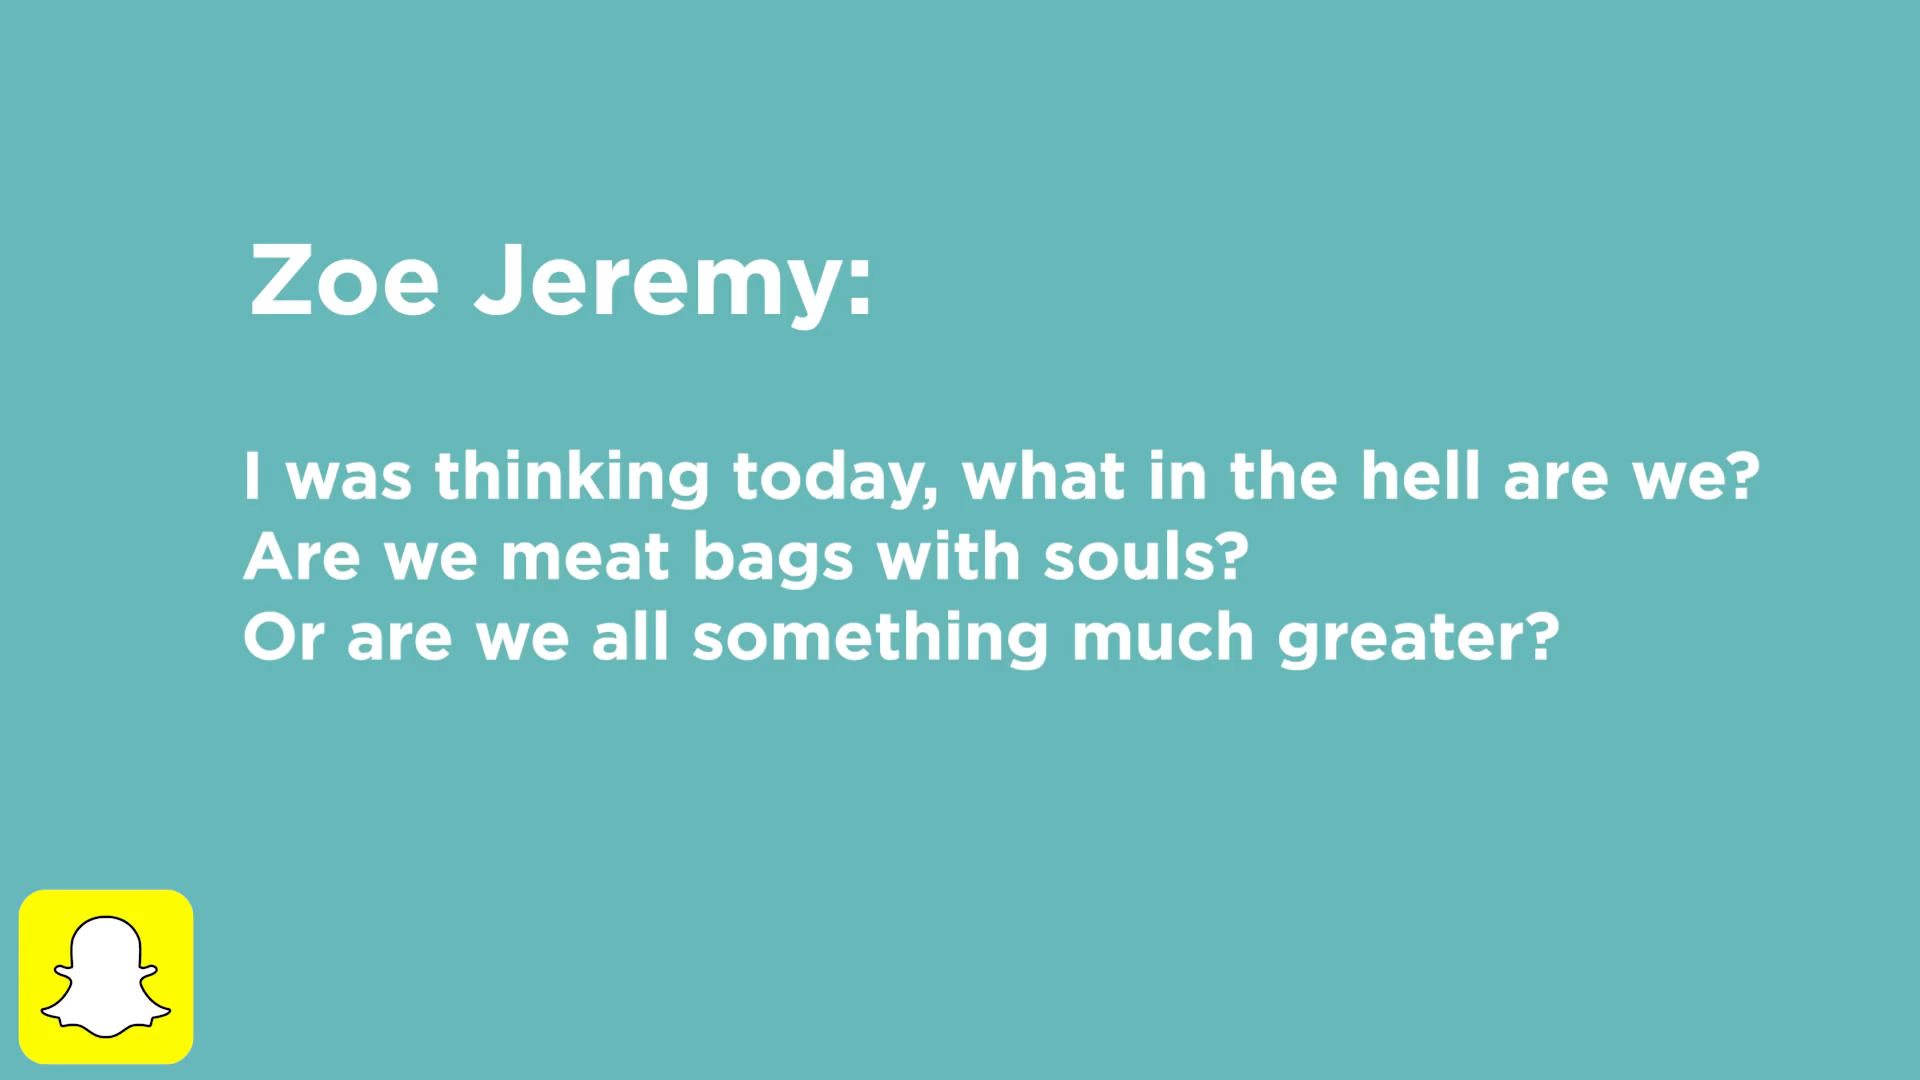 Zoe Jeremy:
I was thinking today, what in the hell are we?
Are we meat bags with souls?
Or are we all something much greater?